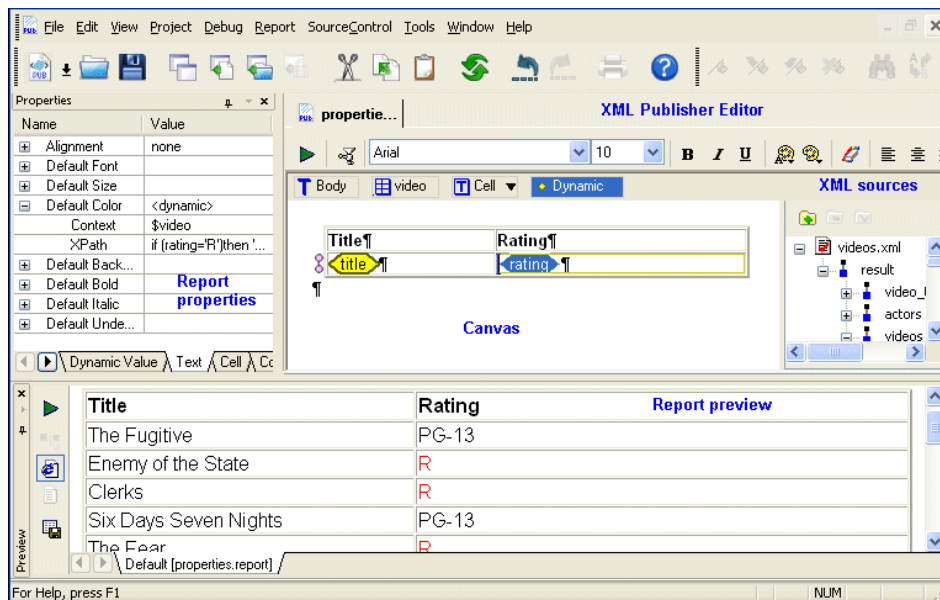 File Edit View Project Debug Report SourceControl Tools Window Help
PUB
Properties
Name Value
Alignment none
Default Font
Default Size
Default Color <dynamic>
Context $video
XPath if (rating='R')then '...
Default Back...
Default Bold
Default Italic
Default Unde...
Report
properties
Dynamic Value Text Cell Co
PUB propertie... XML Publisher Editor
Arial 10 B I U
T Body video T Cell Dynamic XML sources
Title¶ Rating¶
title ¶ rating ¶
¶
Canvas
videos.xml
result
video_
actors
videos
Title Rating Report preview
The Fugitive PG-13
Enemy of the State R
Clerks R
Six Days Seven Nights PG-13
The Fear R
Preview
Default [properties.report]
For Help, press F1 NUM